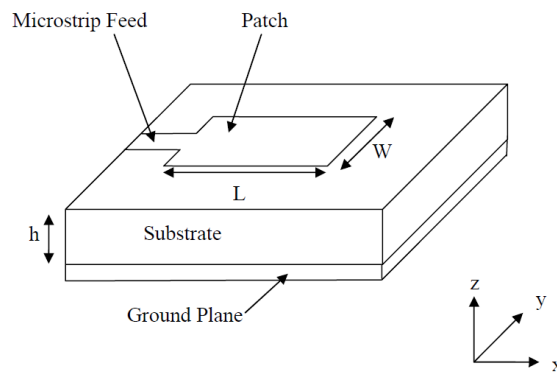 Microstrip Feed
Patch
W
L
h
Substrate
Ground Plane
z
y
x